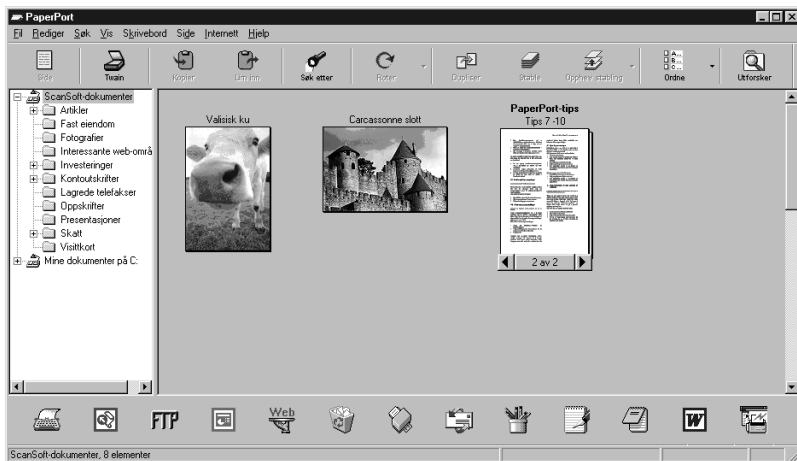 PaperPort
Fil Rediger Søk Vis Skrivebord Side Internett Hjelp
Side Twain Kopier Lim inn Søk etter Roter Dupliser Stable Opphev stabling Ordne Utforsker
ScanSoft-dokumenter
Artikler
Fast eiendom
Fotografier
Interessante web-områ
Investeringer
Kontoutskrifter
Lagrede telefakser
Oppskrifter
Presentasjoner
Skatt
Visittkort
Mine dokumenter på C:
Valisisk ku
Carcassonne slott
PaperPort-tips
Tips 7 -10
2 av 2
FTP Web W
ScanSoft-dokumenter, 8 elementer